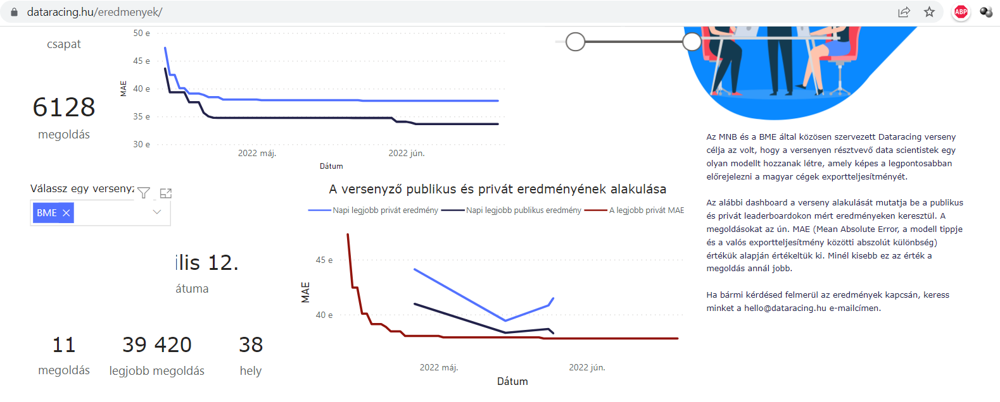 dataracing.hu/eredmenyek/
ABP
csapat
6128
megoldás
50 e
45 e
40 e
35 e
30 e
MAE
2022 máj.
2022 jún.
Dátum
Az MNB és a BME által közösen szervezett Dataracing verseny
célja az volt, hogy a versenyen résztvevő data scientistek egy
olyan modellt hozzanak létre, amely képes a legpontosabban
előrejelezni a magyar cégek exportteljesítményét.
Az alábbi dashboard a verseny alakulását mutatja be a publikus
és privát leaderboardokon mért eredményeken keresztül. A
megoldásokat az ún. MAE (Mean Absolute Error, a modell tippje
és a valós exportteljesítmény közötti abszolút különbség)
értékük alapján értékeltük ki. Minél kisebb ez az érték a
megoldás annál jobb.
Ha bármi kérdésed felmerül az eredmények kapcsán, keress
minket a hello@dataracing.hu e-mailcímen.
Válassz egy versenyz
BME
ilis 12.
átuma
11
megoldás
39 420
legjobb megoldás
38
hely
A versenyző publikus és privát eredményének alakulása
Napi legjobb privát eredmény
Napi legjobb publikus eredmény
A legjobb privát MAE
45 e
40 e
MAE
2022 máj.
2022 jún.
Dátum